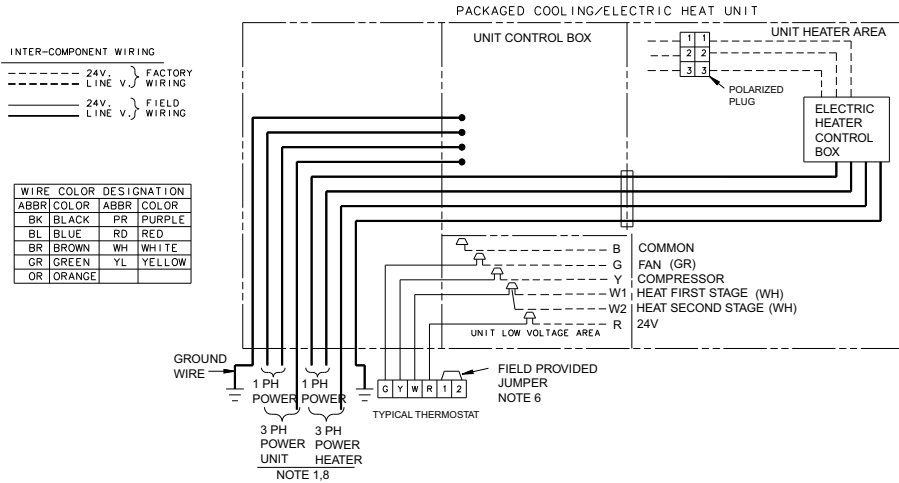 PACKAGED COOLING/ELECTRIC HEAT UNIT
UNIT CONTROL BOX
UNIT HEATER AREA
INTER-COMPONENT WIRING
24V. } FACTORY
LINE V. } WIRING
24V. } FIELD
LINE V. } WIRING
1 1
2 2
3 3
POLARIZED
PLUG
ELECTRIC
HEATER
CONTROL
BOX
WIRE COLOR DESIGNATION
ABBR COLOR ABBR COLOR
BK BLACK PR PURPLE
BL BLUE RD RED
BR BROWN WH WHITE
GR GREEN YL YELLOW
OR ORANGE
B COMMON
G FAN (GR)
Y COMPRESSOR
W1 HEAT FIRST STAGE (WH)
W2 HEAT SECOND STAGE (WH)
R 24V
UNIT LOW VOLTAGE AREA
GROUND
WIRE
1 PH
POWER
1 PH
POWER
G Y W R 1 2
TYPICAL THERMOSTAT
FIELD PROVIDED
JUMPER
NOTE 6
3 PH
POWER
UNIT
3 PH
POWER
HEATER
NOTE 1,8